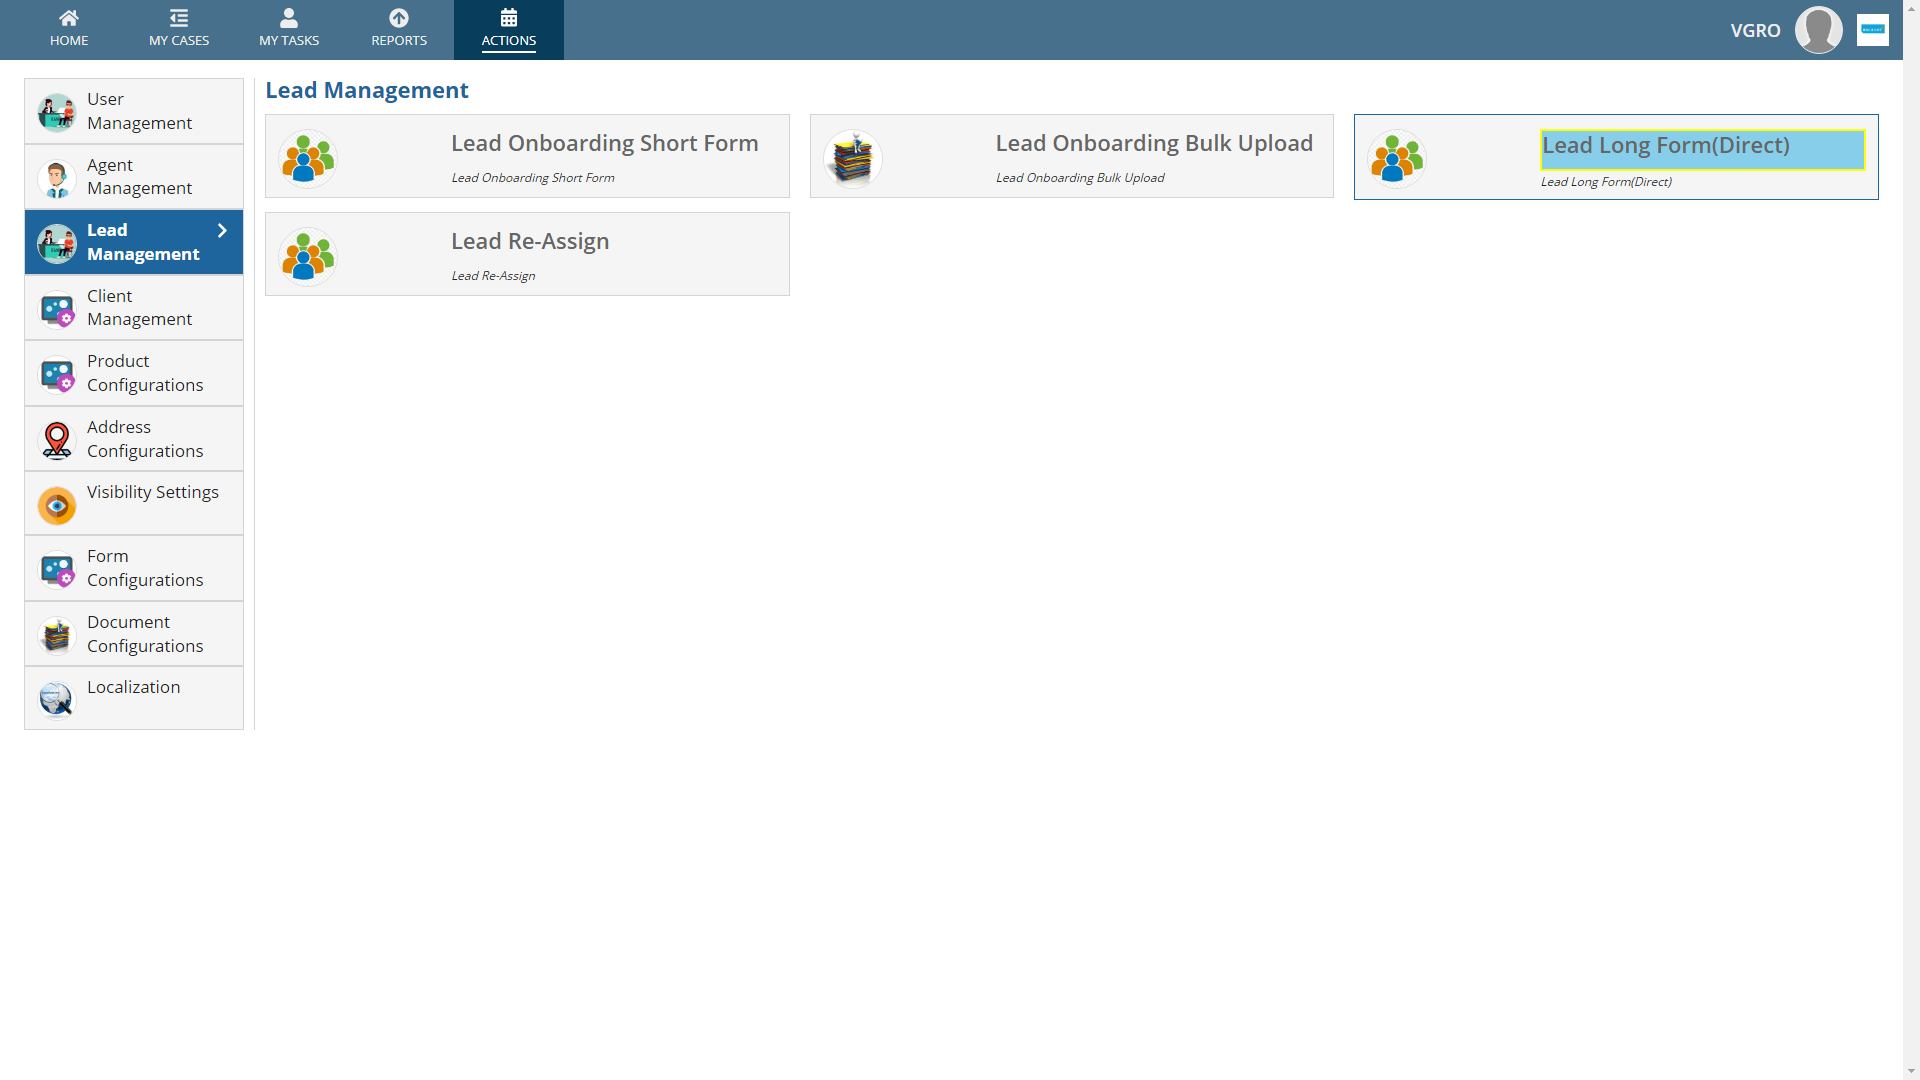 HOME
MY CASES
MY TASKS
REPORTS
ACTIONS
VGRO
User
Management
Agent
Management
Lead
Management
Client
Management
Product
Configurations
Address
Configurations
Visibility Settings
Form
Configurations
Document
Configurations
Localization
Lead Management
Lead Onboarding Short Form
Lead Onboarding Short Form
Lead Onboarding Bulk Upload
Lead Onboarding Bulk Upload
Lead Long Form(Direct)
Lead Long Form(Direct)
Lead Re-Assign
Lead Re-Assign